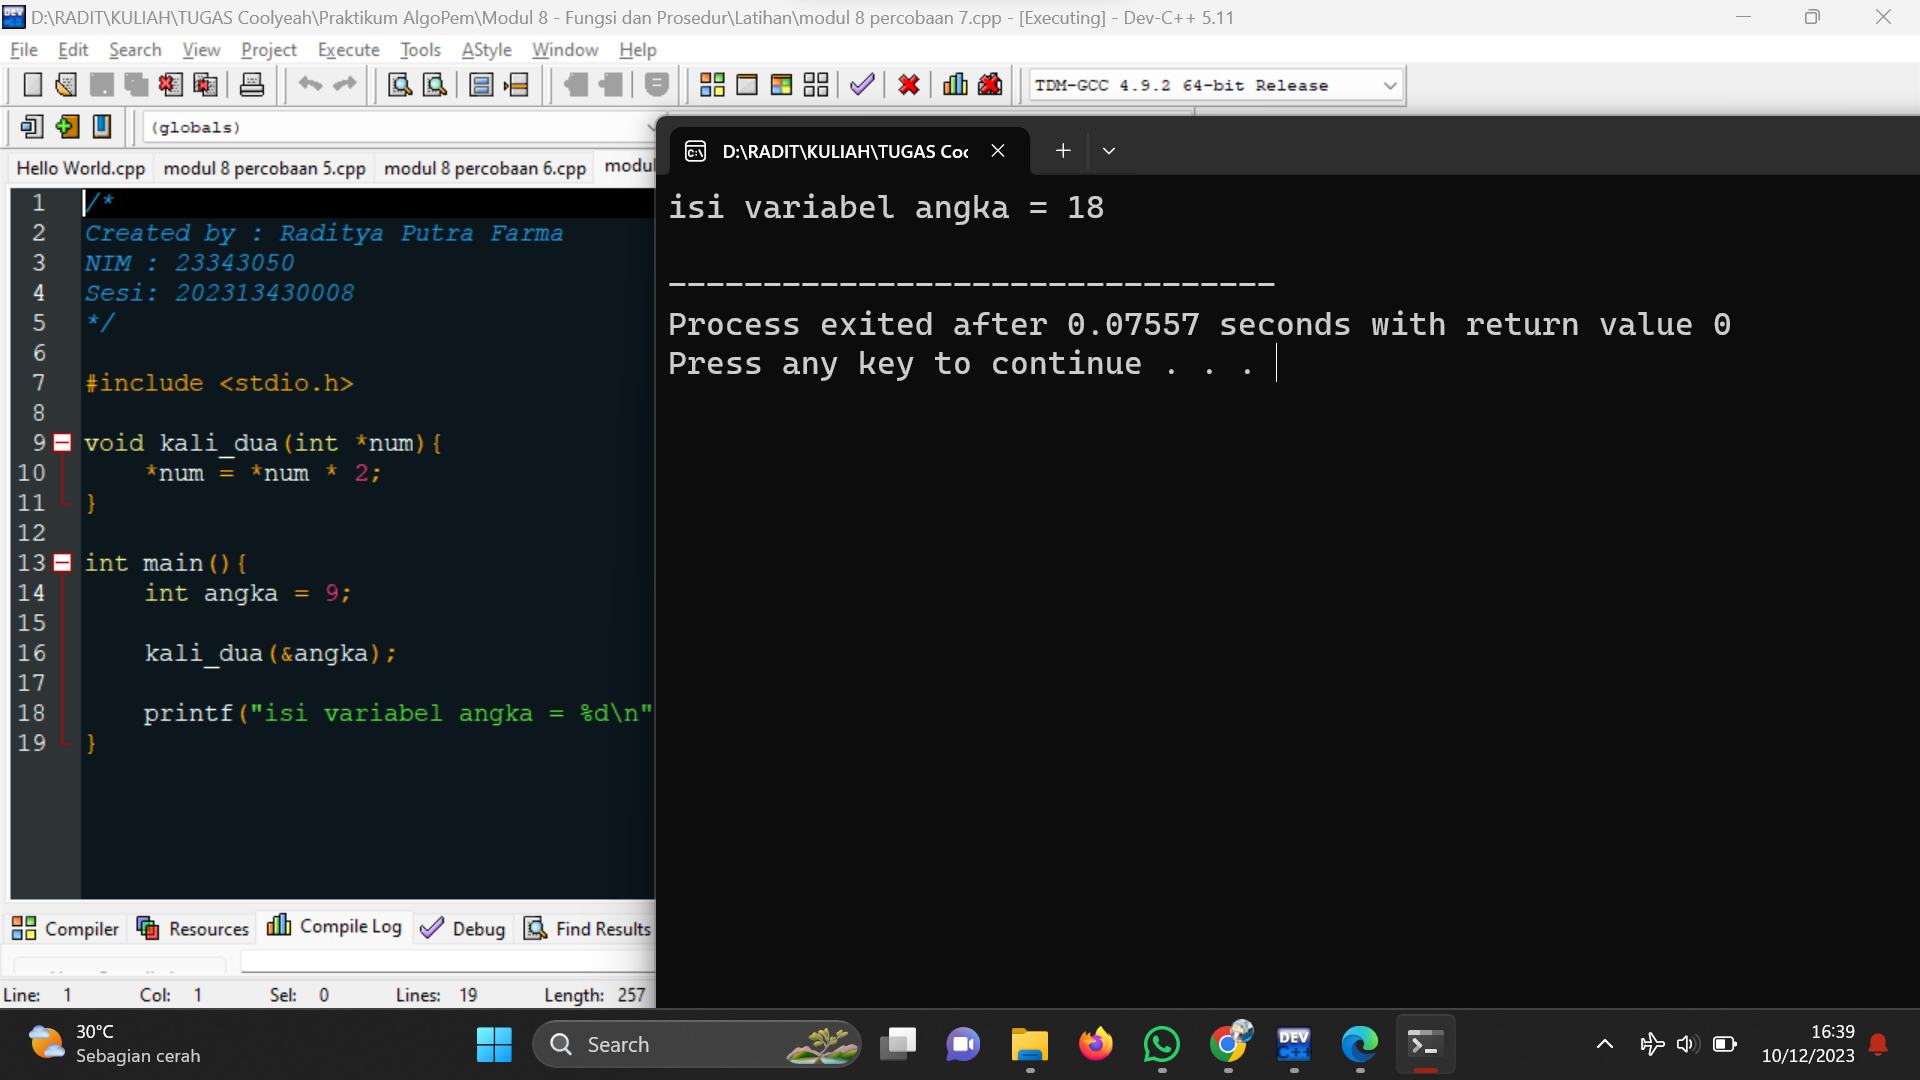 D:\RADIT\KULIAH\TUGAS Coolyeah\Praktikum AlgoPem\Modul 8 - Fungsi dan Prosedur\Latihan\modul 8 percobaan 7.cpp - [Executing] - Dev-C++ 5.11
File Edit Search View Project Execute Tools AStyle Window Help
TDM-GCC 4.9.2 64-bit Release
(globals)
Hello World.cpp modul 8 percobaan 5.cpp modul 8 percobaan 6.cpp modul
1 /*
2 Created by : Raditya Putra Farma
3 NIM : 23343050
4 Sesi: 202313430008
5 */
6
7 #include <stdio.h>
8
9 void kali_dua(int *num){
10 *num = *num * 2;
11 }
12
13 int main(){
14 int angka = 9;
15
16 kali_dua(&angka);
17
18 printf("isi variabel angka = %d\n"
19 }
D:\RADIT\KULIAH\TUGAS Coo
isi variabel angka = 18
--------------------------------
Process exited after 0.07557 seconds with return value 0
Press any key to continue . . .
Compiler Resources Compile Log Debug Find Results
Line: 1 Col: 1 Sel: 0 Lines: 19 Length: 257
30°C
Sebagian cerah
Search
DEV
C++
16:39
10/12/2023